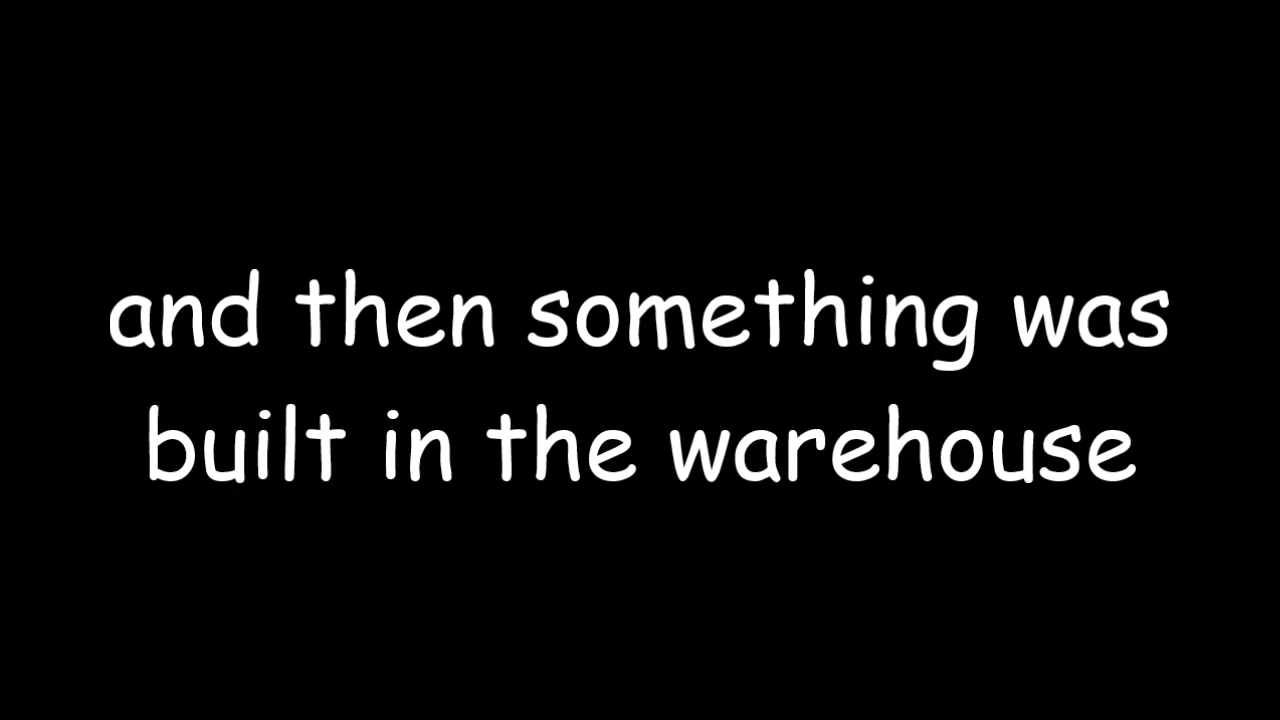 and then something was
built in the warehouse